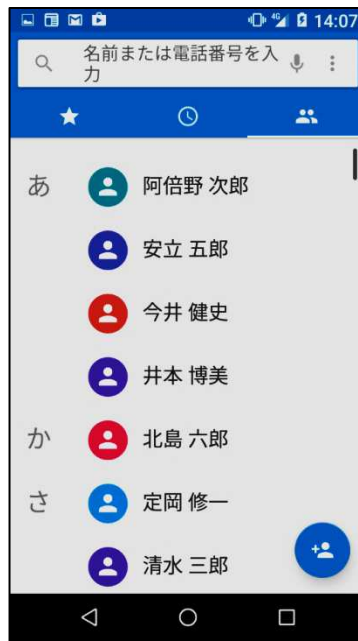 4G 14:07
名前または電話番号を入
力
あ 阿倍野 次郎
安立 五郎
今井 健史
井本 博美
か 北島 六郎
さ 定岡 修一
清水 三郎